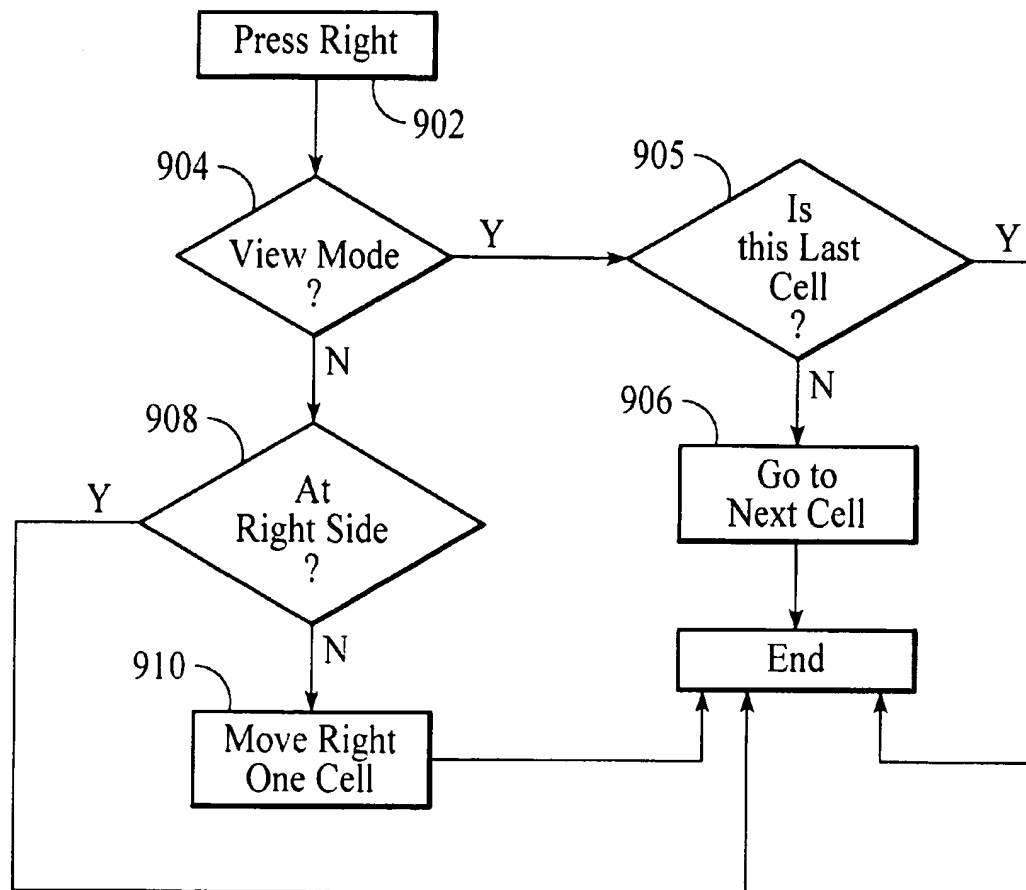 Press Right
902
904
View Mode
?
Y
N
905
Is
this Last
Cell
?
Y
N
906
Go to
Next Cell
End
908
At
Right Side
?
Y
N
910
Move Right
One Cell